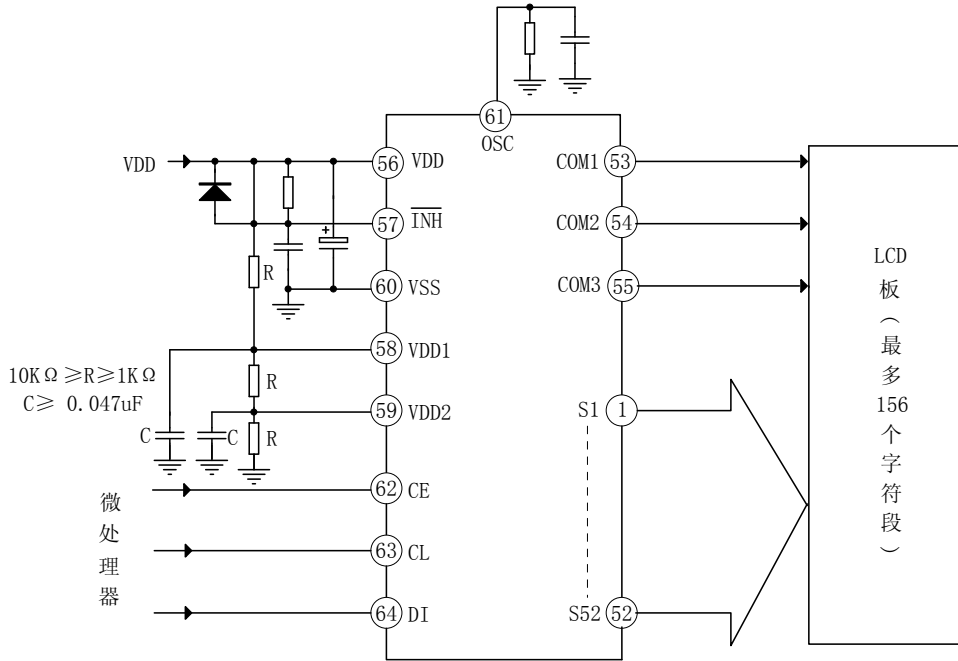 61
OSC
VDD
56 VDD
COM1 53
57 INH
COM2 54
+
R
60 VSS
COM3 55
58 VDD1
10KΩ ≥R≥1KΩ
C≥ 0.047uF
R
59 VDD2
S1 1
C
C
R
62 CE
63 CL
64 DI
S52 52
微处理器
LCD
板
（
最
多
156
个
字
符
段
）